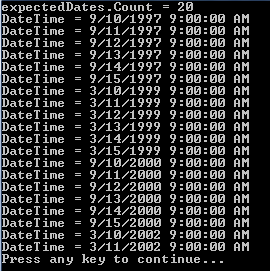 expectedDates.Count = 20
DateTime = 9/10/1997 9:00:00 AM
DateTime = 9/11/1997 9:00:00 AM
DateTime = 9/12/1997 9:00:00 AM
DateTime = 9/13/1997 9:00:00 AM
DateTime = 9/14/1997 9:00:00 AM
DateTime = 9/15/1997 9:00:00 AM
DateTime = 3/10/1999 9:00:00 AM
DateTime = 3/11/1999 9:00:00 AM
DateTime = 3/12/1999 9:00:00 AM
DateTime = 3/13/1999 9:00:00 AM
DateTime = 3/14/1999 9:00:00 AM
DateTime = 3/15/1999 9:00:00 AM
DateTime = 9/10/2000 9:00:00 AM
DateTime = 9/11/2000 9:00:00 AM
DateTime = 9/12/2000 9:00:00 AM
DateTime = 9/13/2000 9:00:00 AM
DateTime = 9/14/2000 9:00:00 AM
DateTime = 9/15/2000 9:00:00 AM
DateTime = 3/10/2002 9:00:00 AM
DateTime = 3/11/2002 9:00:00 AM
Press any key to continue...